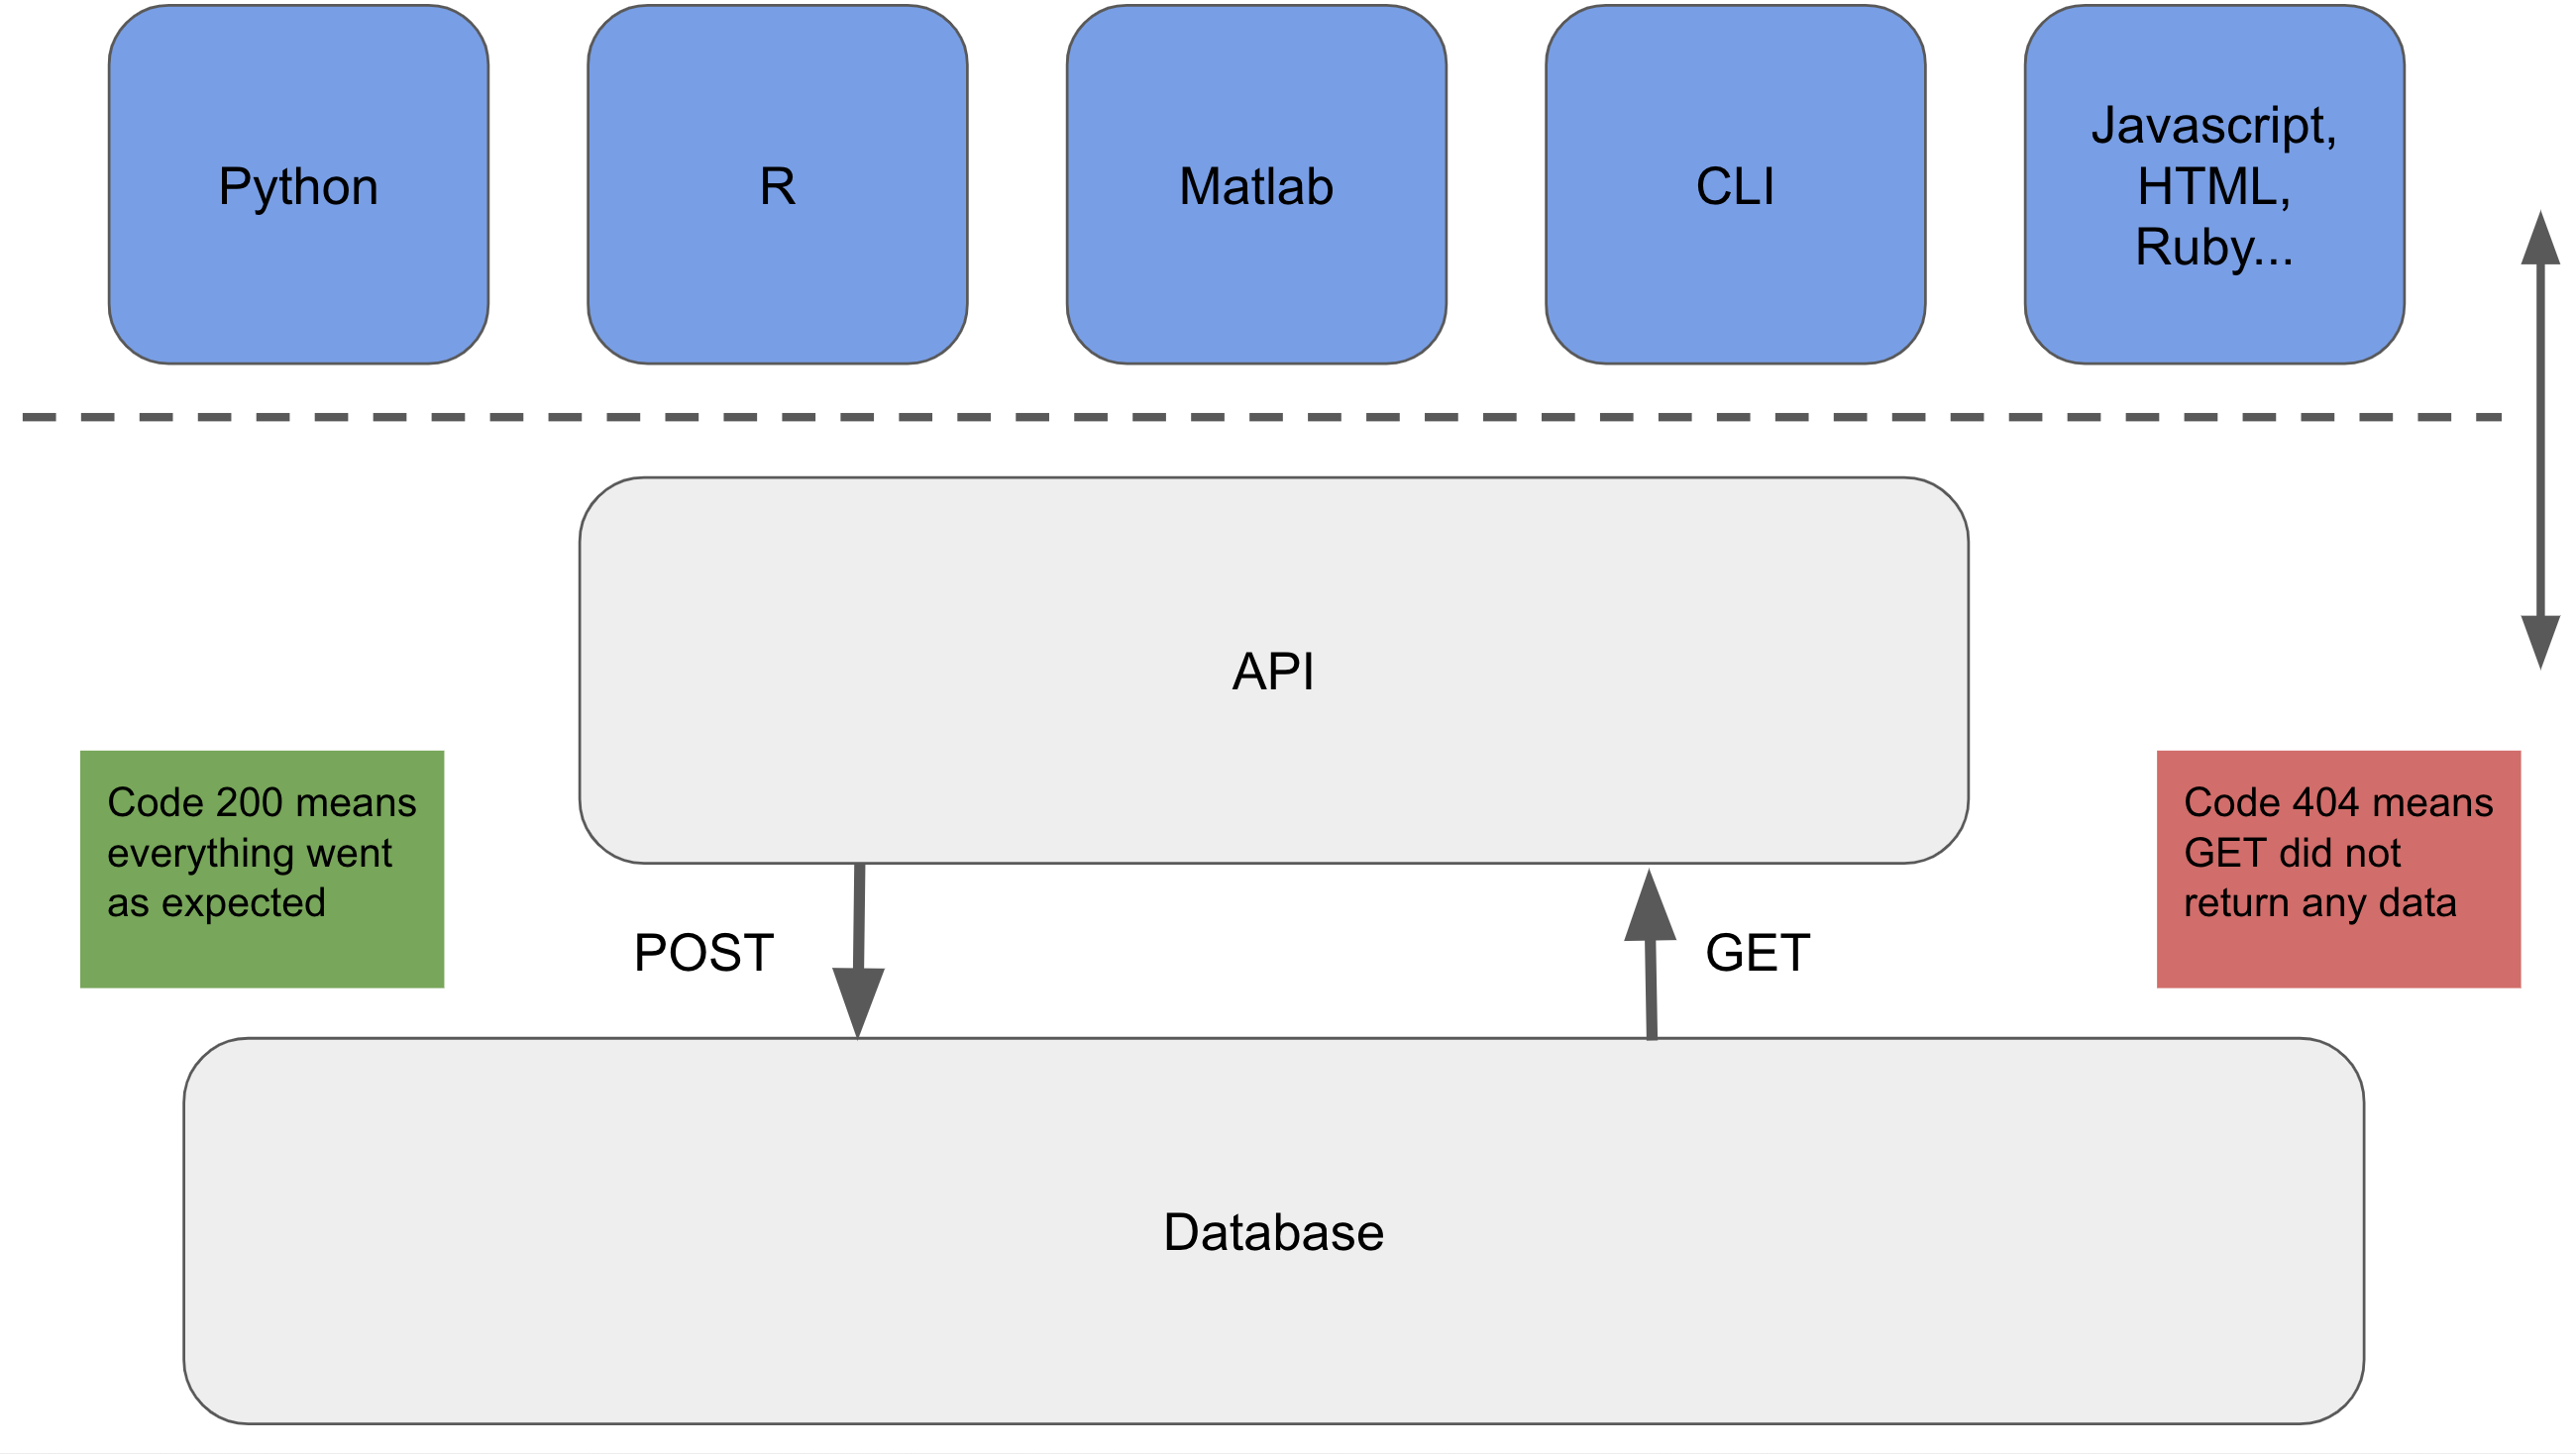 Python
R
Matlab
CLI
Javascript,
HTML,
Ruby...
API
Code 200 means
everything went
as expected
Code 404 means
GET did not
return any data
POST
GET
Database